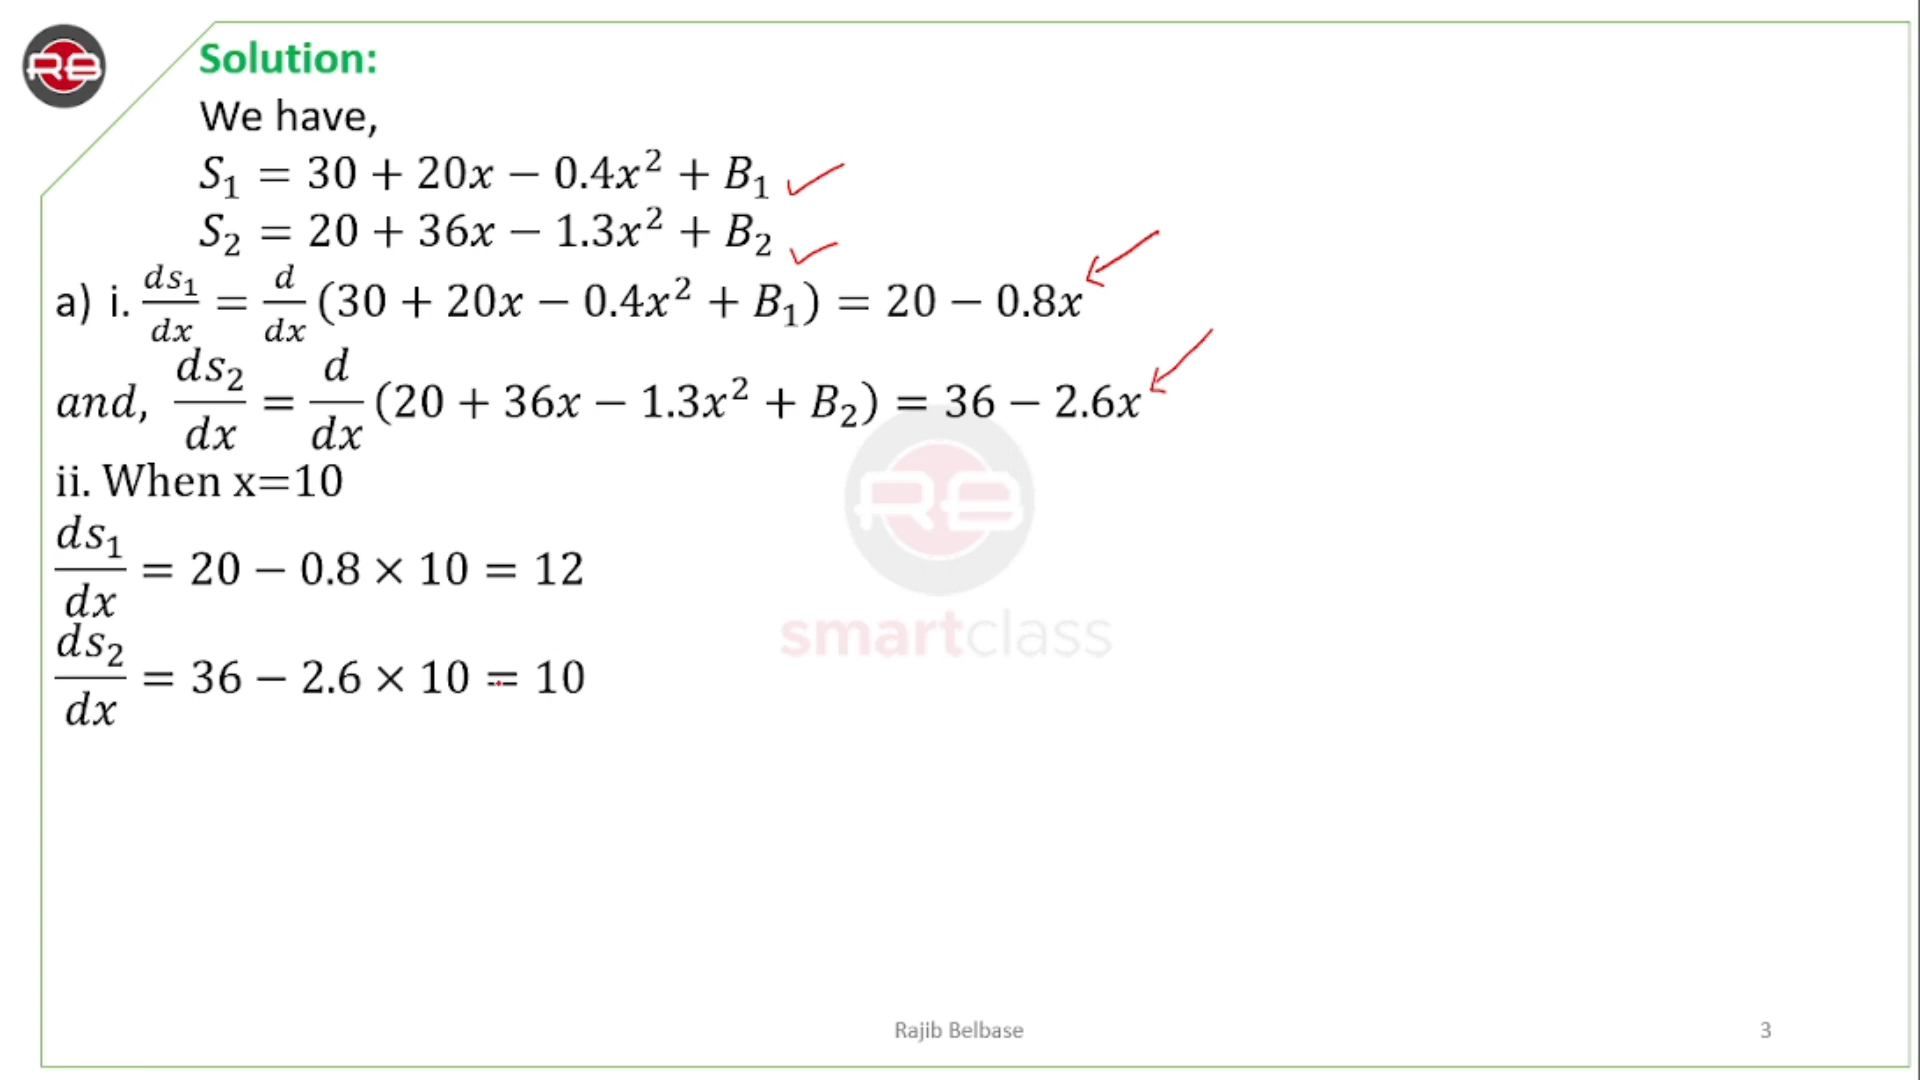 RB
Solution:
We have,
S₁ = 30 + 20x − 0.4x² + B₁
S₂ = 20 + 36x − 1.3x² + B₂
a) i. ds₁/dx = d/dx (30 + 20x − 0.4x² + B₁) = 20 − 0.8x
and, ds₂/dx = d/dx (20 + 36x − 1.3x² + B₂) = 36 − 2.6x
ii. When x=10
ds₁/dx = 20 − 0.8 × 10 = 12
ds₂/dx = 36 − 2.6 × 10 = 10
RB
smartclass
Rajib Belbase
3